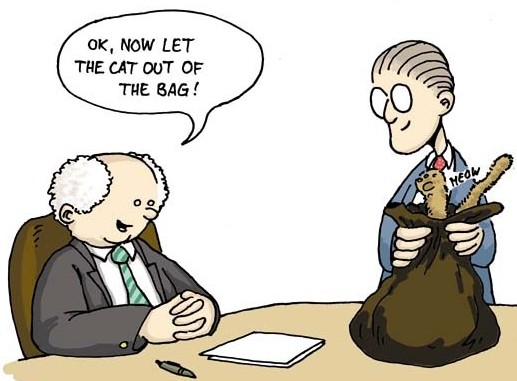 OK, NOW LET
THE CAT OUT OF
THE BAG!
MEOW